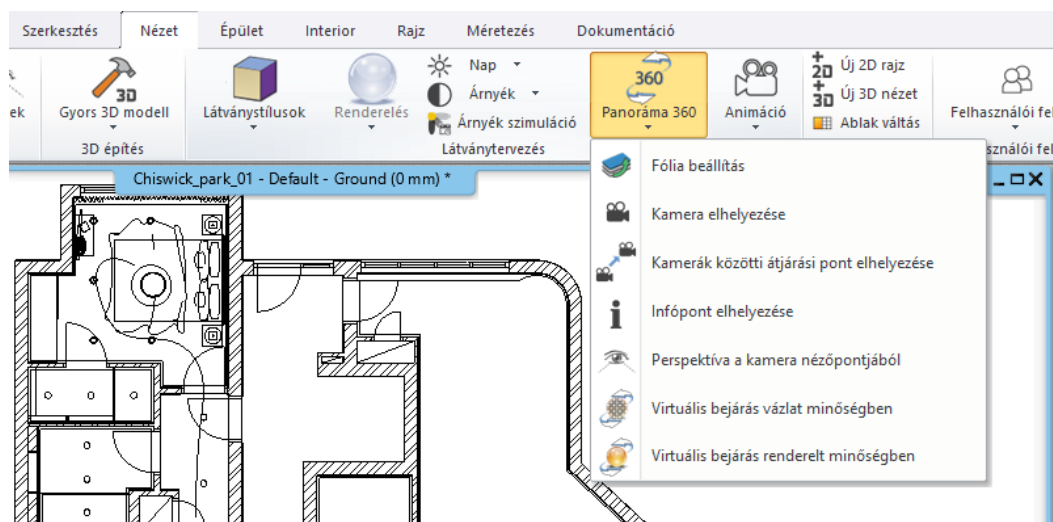 Szerkesztés Nézet Épület Interior Rajz Méretezés Dokumentáció
ek
3D
Gyors 3D modell
3D építés
Látványstílusok
Renderelés
Nap
Árnyék
Árnyék szimuláció
Látványtervezés
360
Panoráma 360
Animáció
+
2D Új 2D rajz
+
3D Új 3D nézet
Ablak váltás
Felhasználói fel
sználói fel
Chiswick_park_01 - Default - Ground (0 mm) *
Fólia beállítás
Kamera elhelyezése
Kamerák közötti átjárási pont elhelyezése
Infópont elhelyezése
Perspektíva a kamera nézőpontjából
Virtuális bejárás vázlat minőségben
Virtuális bejárás renderelt minőségben